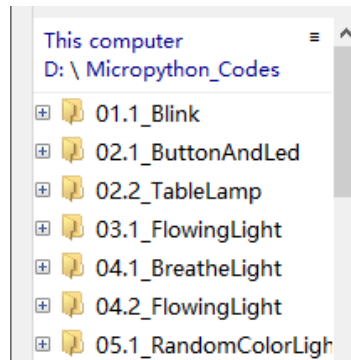 This computer
D: \ Micropython_Codes
01.1_Blink
02.1_ButtonAndLed
02.2_TableLamp
03.1_FlowingLight
04.1_BreatheLight
04.2_FlowingLight
05.1_RandomColorLigh